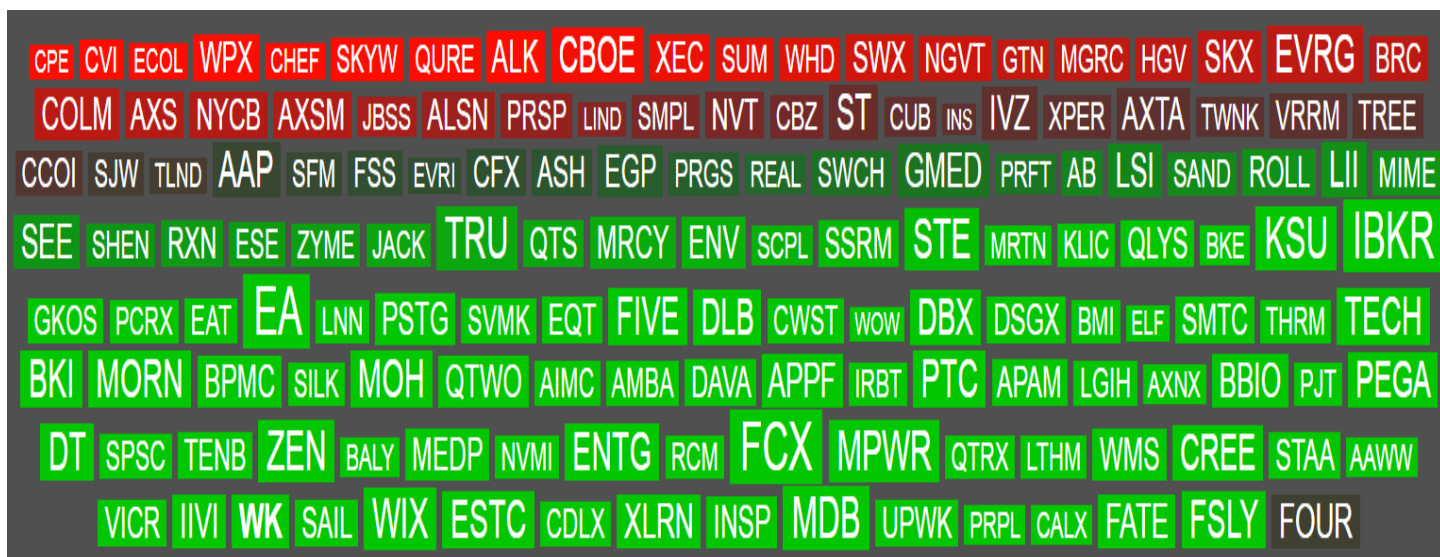 CPE CVI ECOL WPX CHEF SKYW QURE ALK CBOE XEC SUM WHD SWX NGVT GTN MGRC HGV SKX EVRG BRC
COLM AXS NYCB AXSM JBSS ALSN PRSP LIND SMPL NVT CBZ ST CUB INS IVZ XPER AXTA TWNK VRRM TREE
CCOI SJW TLND AAP SFM FSS EVRI CFX ASH EGP PRGS REAL SWCH GMED PRFT AB LSI SAND ROLL LII MIME
SEE SHEN RXN ESE ZYME JACK TRU QTS MRCY ENV SCPL SSRM STE MRTN KLIC QLYS BKE KSU IBKR
GKOS PCRX EAT EA LNN PSTG SVMK EQT FIVE DLB CWST WOW DBX DSGX BMI ELF SMTC THRM TECH
BKI MORN BPMC SILK MOH QTWO AIMC AMBA DAVA APPF IRBT PTC APAM LGIH AXNX BBIO PJT PEGA
DT SPSC TENB ZEN BALY MEDP NVMI ENTG RCM FCX MPWR QTRX LTHM WMS CREE STAA AAWW
VICR IIVI WK SAIL WIX ESTC CDLX XLRN INSP MDB UPWK PRPL CALX FATE FSLY FOUR